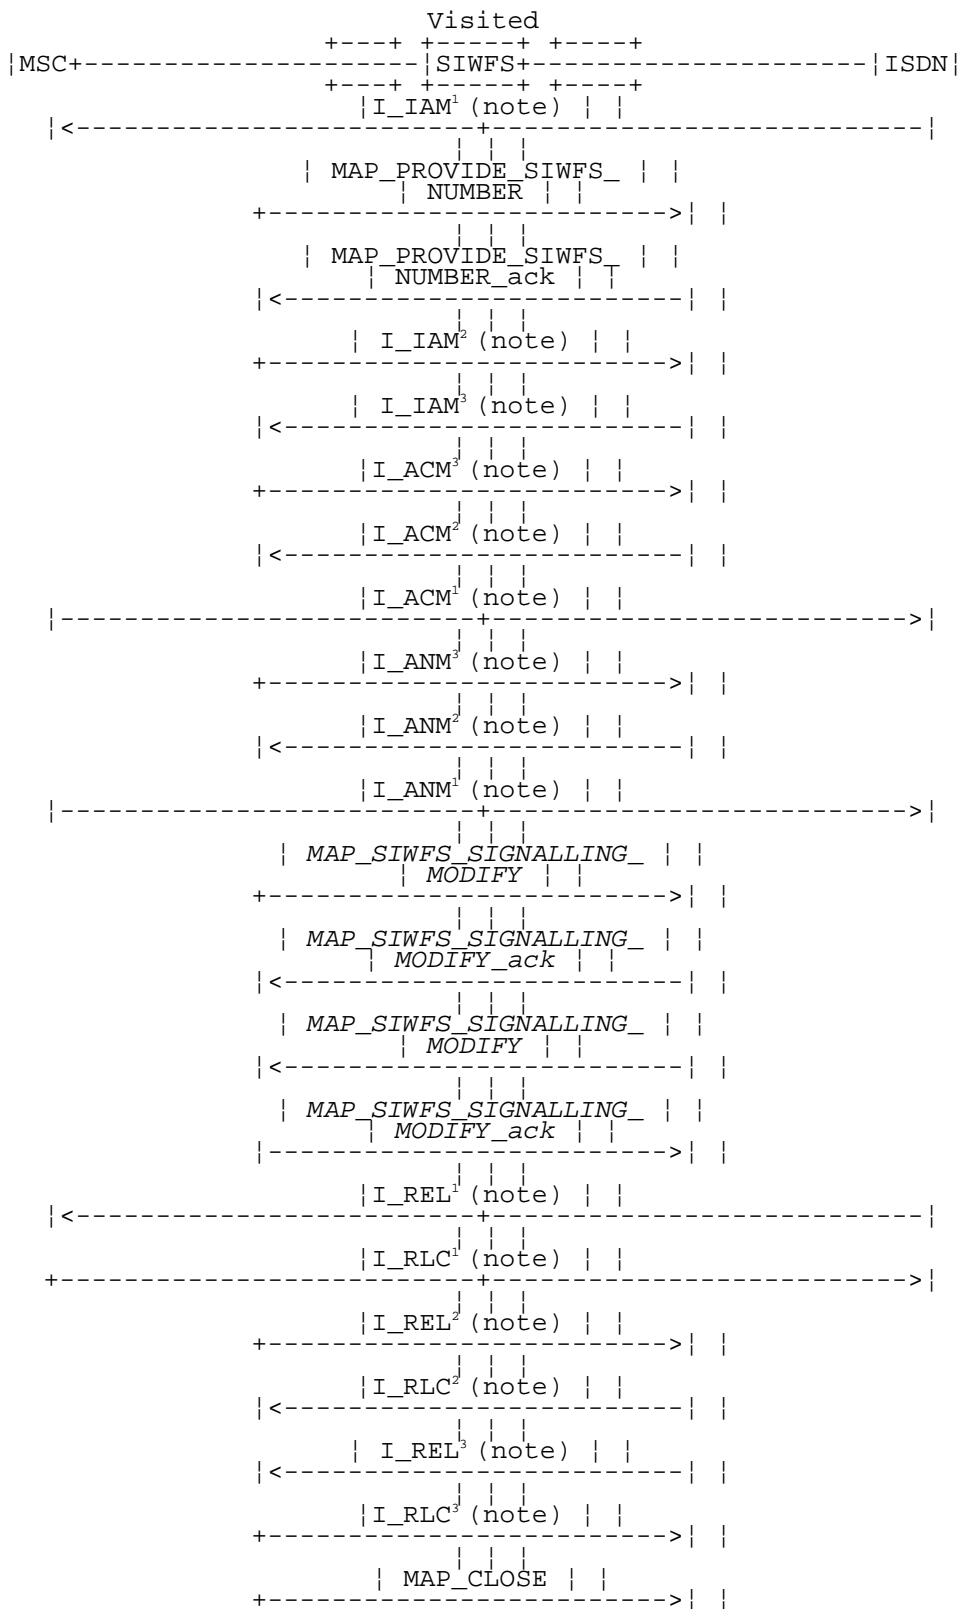 Visited
+---+ +-----+ +----+
¦MSC+---------------------¦SIWFS+---------------------¦ISDN¦
+---+ +-----+ +----+
¦I_IAM¹(note) ¦ ¦
¦<-------------------------+---------------------------¦
¦ ¦ ¦
¦ MAP_PROVIDE_SIWFS_ ¦ ¦
¦ NUMBER ¦ ¦
+------------------------->¦ ¦
¦ ¦ ¦
¦ MAP_PROVIDE_SIWFS_ ¦ ¦
¦ NUMBER_ack ¦ ¦
¦<-------------------------¦ ¦
¦ ¦ ¦
¦ I_IAM²(note) ¦ ¦
+------------------------->¦ ¦
¦ ¦ ¦
¦ I_IAM³(note) ¦ ¦
¦<-------------------------¦ ¦
¦ ¦ ¦
¦I_ACM³(note) ¦ ¦
+------------------------->¦ ¦
¦ ¦ ¦
¦I_ACM²(note) ¦ ¦
¦<-------------------------¦ ¦
¦ ¦ ¦
¦I_ACM¹(note) ¦ ¦
¦--------------------------+-------------------------->¦
¦ ¦ ¦
¦I_ANM³(note) ¦ ¦
+------------------------->¦ ¦
¦ ¦ ¦
¦I_ANM²(note) ¦ ¦
¦<-------------------------¦ ¦
¦ ¦ ¦
¦I_ANM¹(note) ¦ ¦
¦--------------------------+-------------------------->¦
¦ ¦ ¦
¦ MAP_SIWFS_SIGNALLING_ ¦ ¦
¦ MODIFY ¦ ¦
+------------------------->¦ ¦
¦ ¦ ¦
¦ MAP_SIWFS_SIGNALLING_ ¦ ¦
¦ MODIFY_ack ¦ ¦
¦<-------------------------¦ ¦
¦ ¦ ¦
¦ MAP_SIWFS_SIGNALLING_ ¦ ¦
¦ MODIFY ¦ ¦
¦<-------------------------¦ ¦
¦ ¦ ¦
¦ MAP_SIWFS_SIGNALLING_ ¦ ¦
¦ MODIFY_ack ¦ ¦
¦------------------------->¦ ¦
¦ ¦ ¦
¦I_REL¹(note) ¦ ¦
¦<-------------------------+---------------------------¦
¦ ¦ ¦
¦I_RLC¹(note) ¦ ¦
+--------------------------+-------------------------->¦
¦ ¦ ¦
¦I_REL²(note) ¦ ¦
+------------------------->¦ ¦
¦ ¦ ¦
¦I_RLC²(note) ¦ ¦
¦<-------------------------¦ ¦
¦ ¦ ¦
¦ I_REL³(note) ¦ ¦
¦<-------------------------¦ ¦
¦ ¦ ¦
¦I_RLC³(note) ¦ ¦
+------------------------->¦ ¦
¦ ¦ ¦
¦ MAP_CLOSE ¦ ¦
+------------------------->¦ ¦